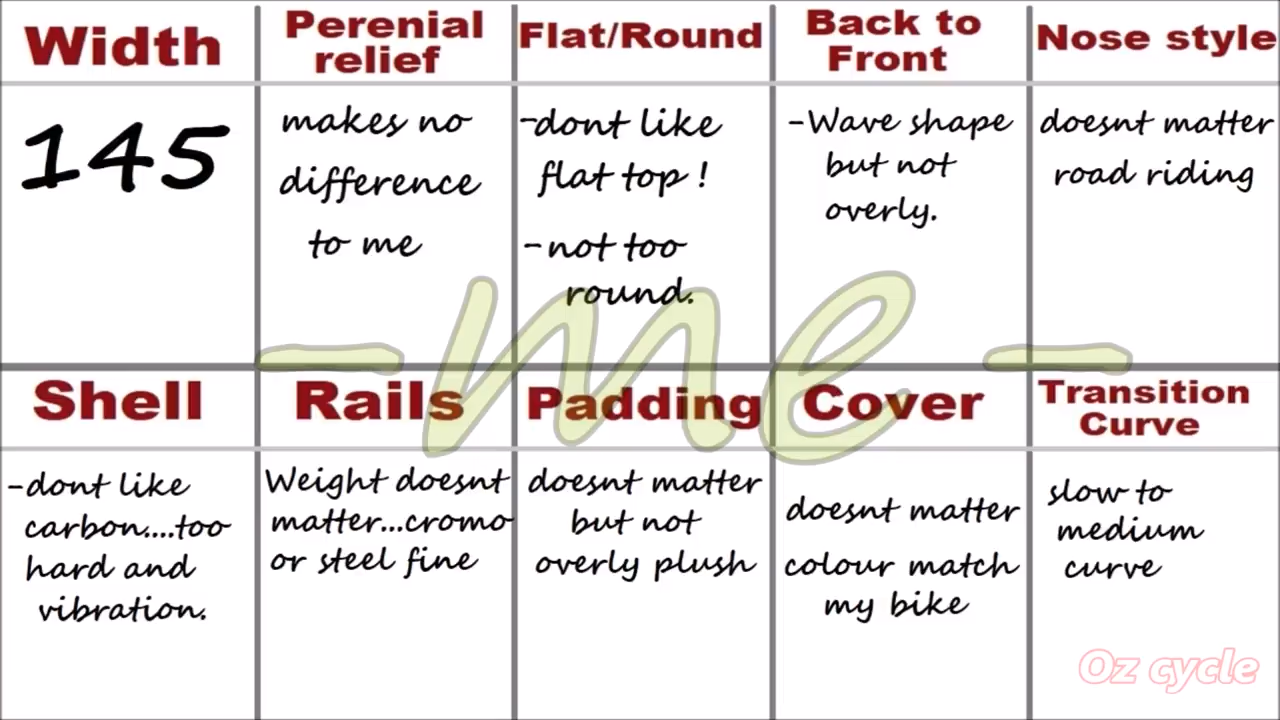 Width
145
Perenial
relief
makes no
difference
to me
Flat/Round
-dont like
flat top !
-not too
round.
Back to
Front
-Wave shape
but not
overly.
Nose style
doesnt matter
road riding
-me-
Shell
-dont like
carbon....too
hard and
vibration.
Rails
Weight doesnt
matter...cromo
or steel fine
Padding
doesnt matter
but not
overly plush
Cover
doesnt matter
colour match
my bike
Transition
Curve
slow to
medium
curve
Oz cycle